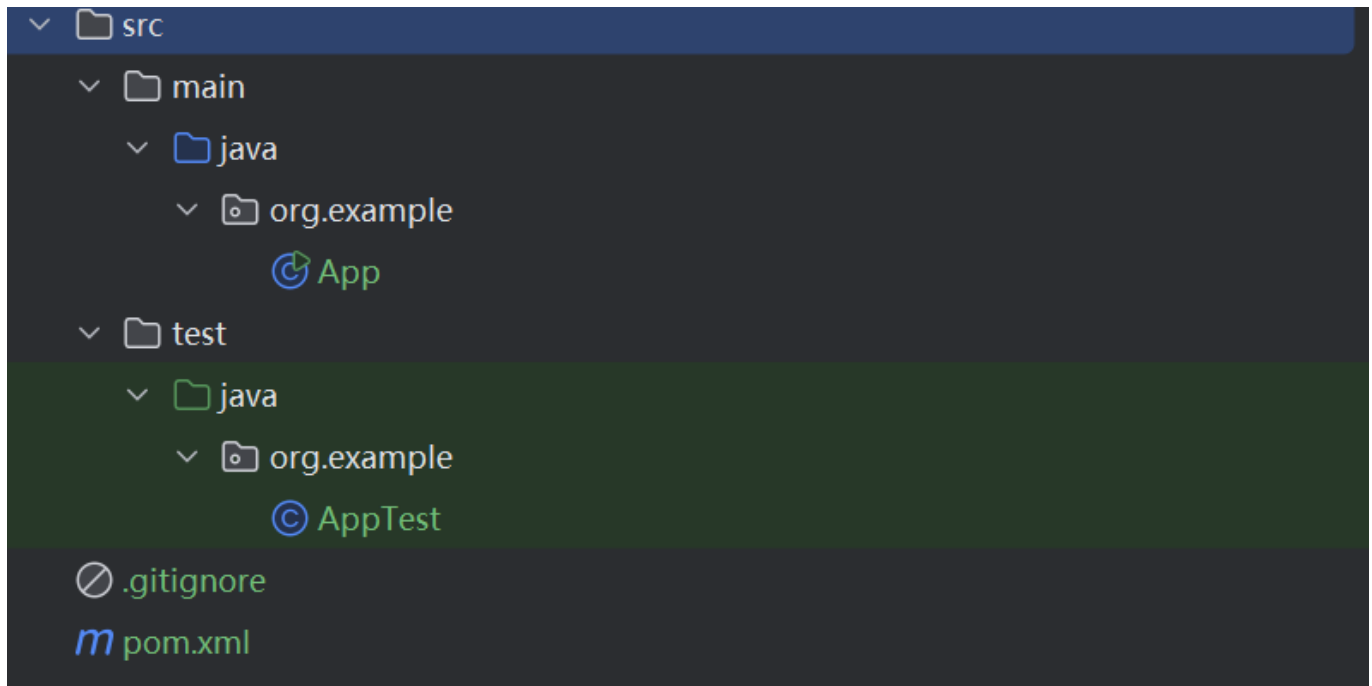 src
main
java
org.example
App
test
java
org.example
AppTest
.gitignore
pom.xml